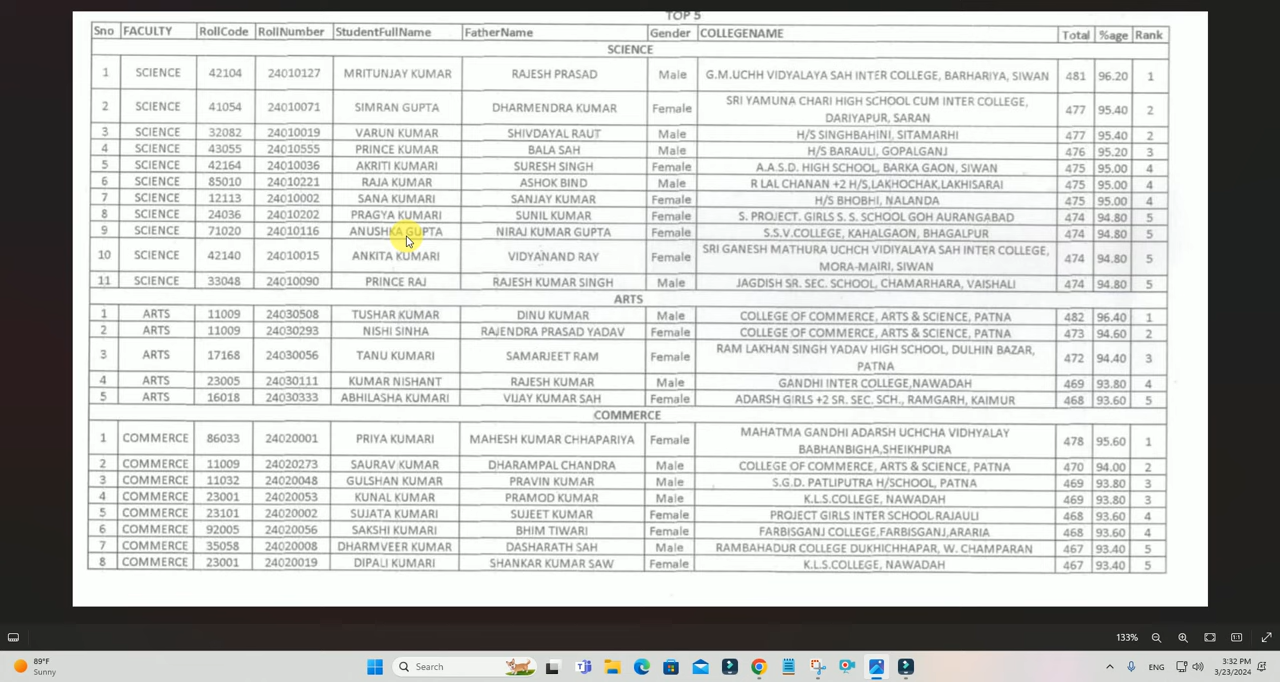 TOP 5
Sno FACULTY RollCode RollNumber StudentFullName FatherName Gender COLLEGENAME Total %age Rank
SCIENCE
1 SCIENCE 42104 24010127 MRITUNJAY KUMAR RAJESH PRASAD Male G.M.UCHH VIDYALAYA SAH INTER COLLEGE, BARHARIYA, SIWAN 481 96.20 1
2 SCIENCE 41054 24010071 SIMRAN GUPTA DHARMENDRA KUMAR Female SRI YAMUNA CHARI HIGH SCHOOL CUM INTER COLLEGE, 477 95.40 2
DARIYAPUR, SARAN
3 SCIENCE 32082 24010019 VARUN KUMAR SHIVDAYAL RAUT Male H/S SINGHBAHINI, SITAMARHI 477 95.40 2
4 SCIENCE 43055 24010555 PRINCE KUMAR BALA SAH Male H/S BARAULI, GOPALGANJ 476 95.20 3
5 SCIENCE 42164 24010036 AKRITI KUMARI SURESH SINGH Female A.A.S.D. HIGH SCHOOL, BARKA GAON, SIWAN 475 95.00 4
6 SCIENCE 85010 24010221 RAJA KUMAR ASHOK BIND Male R LAL CHANAN +2 H/S,LAKHOCHAK,LAKHISARAI 475 95.00 4
7 SCIENCE 12113 24010002 SANA KUMARI SANJAY KUMAR Female H/S BHOBHI, NALANDA 475 95.00 4
8 SCIENCE 24036 24010202 PRAGYA KUMARI SUNIL KUMAR Female S. PROJECT. GIRLS S. S. SCHOOL GOH AURANGABAD 474 94.80 5
9 SCIENCE 71020 24010116 ANUSHKA GUPTA NIRAJ KUMAR GUPTA Female S.S.V.COLLEGE, KAHALGAON, BHAGALPUR 474 94.80 5
10 SCIENCE 42140 24010015 ANKITA KUMARI VIDYANAND RAY Female SRI GANESH MATHURA UCHCH VIDIYALAYA SAH INTER COLLEGE, 474 94.80 5
MORA-MAIRI, SIWAN
11 SCIENCE 33048 24010090 PRINCE RAJ RAJESH KUMAR SINGH Male JAGDISH SR. SEC. SCHOOL, CHAMARHARA, VAISHALI 474 94.80 5
ARTS
1 ARTS 11009 24030508 TUSHAR KUMAR DINU KUMAR Male COLLEGE OF COMMERCE, ARTS & SCIENCE, PATNA 482 96.40 1
2 ARTS 11009 24030293 NISHI SINHA RAJENDRA PRASAD YADAV Female COLLEGE OF COMMERCE, ARTS & SCIENCE, PATNA 473 94.60 2
3 ARTS 17168 24030056 TANU KUMARI SAMARJEET RAM Female RAM LAKHAN SINGH YADAV HIGH SCHOOL, DULHIN BAZAR, 472 94.40 3
PATNA
4 ARTS 23005 24030111 KUMAR NISHANT RAJESH KUMAR Male GANDHI INTER COLLEGE,NAWADAH 469 93.80 4
5 ARTS 16018 24030333 ABHILASHA KUMARI VIJAY KUMAR SAH Female ADARSH GIRLS +2 SR. SEC. SCH., RAMGARH, KAIMUR 468 93.60 5
COMMERCE
1 COMMERCE 86033 24020001 PRIYA KUMARI MAHESH KUMAR CHHAPARIYA Female MAHATMA GANDHI ADARSH UCHCHA VIDHYALAY 478 95.60 1
BABHANBIGHA,SHEIKHPURA
2 COMMERCE 11009 24020273 SAURAV KUMAR DHARAMPAL CHANDRA Male COLLEGE OF COMMERCE, ARTS & SCIENCE, PATNA 470 94.00 2
3 COMMERCE 11032 24020048 GULSHAN KUMAR PRAVIN KUMAR Male S.G.D. PATLIPUTRA H/SCHOOL, PATNA 469 93.80 3
4 COMMERCE 23001 24020053 KUNAL KUMAR PRAMOD KUMAR Male K.L.S.COLLEGE, NAWADAH 469 93.80 3
5 COMMERCE 23101 24020002 SUJATA KUMARI SUJEET KUMAR Female PROJECT GIRLS INTER SCHOOL RAJAULI 468 93.60 4
6 COMMERCE 92005 24020056 SAKSHI KUMARI BHIM TIWARI Female FARBISGANJ COLLEGE,FARBISGANJ,ARARIA 468 93.60 4
7 COMMERCE 35058 24020008 DHARMVEER KUMAR DASHARATH SAH Male RAMBAHADUR COLLEGE DUKHICHHAPAR, W. CHAMPARAN 467 93.40 5
8 COMMERCE 23001 24020019 DIPALI KUMARI SHANKAR KUMAR SAW Female K.L.S.COLLEGE, NAWADAH 467 93.40 5
133%
89°F
Sunny
Search
ENG
3:32 PM
3/23/2024